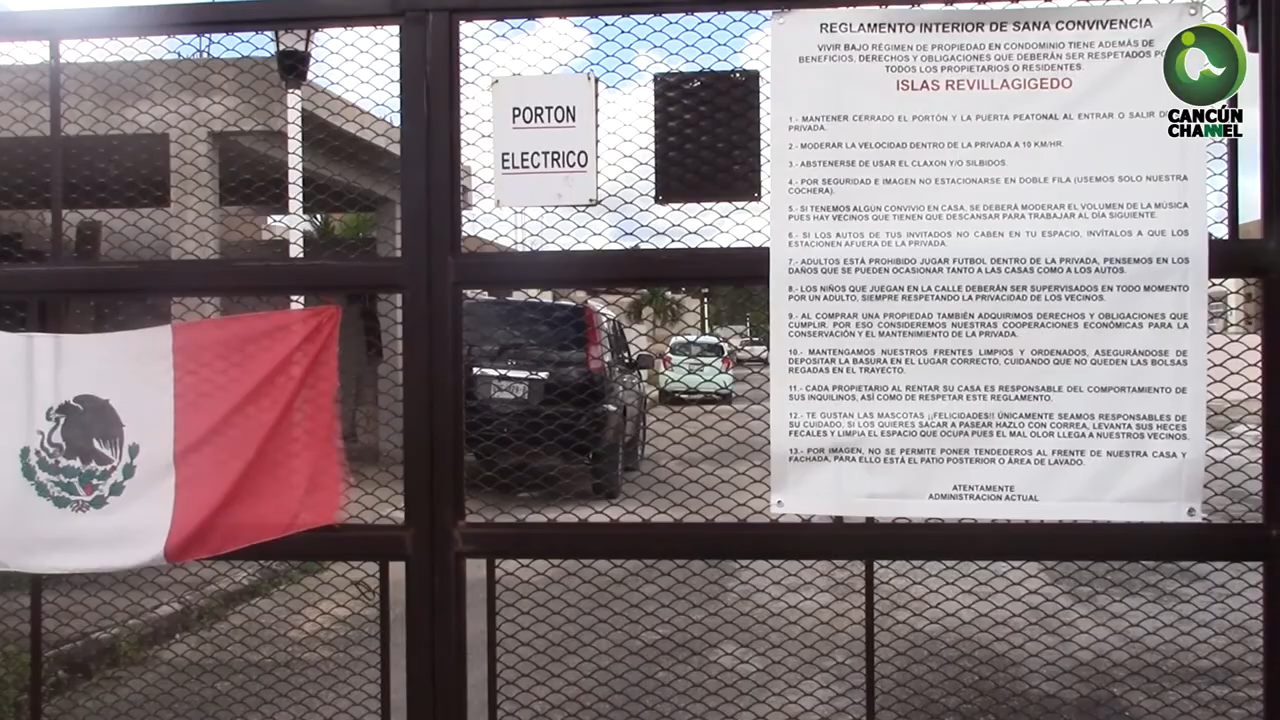 REGLAMENTO INTERIOR DE SANA CONVIVENCIA
VIVIR BAJO RÉGIMEN DE PROPIEDAD EN CONDOMINIO TIENE ADEMÁS DE
BENEFICIOS, DERECHOS Y OBLIGACIONES QUE DEBERÁN SER RESPETADOS
TODOS LOS PROPIETARIOS O RESIDENTES.
ISLAS REVILLAGIGEDO
1.- MANTENER CERRADO EL PORTÓN Y LA PUERTA PEATONAL AL ENTRAR O SALIR
PRIVADA.
2.- MODERAR LA VELOCIDAD DENTRO DE LA PRIVADA A 10 KM/HR.
3.- ABSTENERSE DE USAR EL CLAXON Y/O SILBIDOS.
4.- POR SEGURIDAD E IMAGEN NO ESTACIONARSE EN DOBLE FILA (USEMOS SOLO NUESTRA
COCHERA).
5.- SI TENEMOS ALGÚN CONVIVIO EN CASA, SE DEBERÁ MODERAR EL VOLUMEN DE LA MÚSICA
PUES HAY VECINOS QUE TIENEN QUE DESCANSAR PARA TRABAJAR AL DÍA SIGUIENTE.
6.- SI LOS AUTOS DE TUS INVITADOS NO CABEN EN TU ESPACIO, INVÍTALOS A QUE LOS
ESTACIONEN AFUERA DE LA PRIVADA.
7.- ADULTOS ESTÁ PROHIBIDO JUGAR FUTBOL DENTRO DE LA PRIVADA, PENSEMOS EN LOS
DAÑOS QUE SE PUEDEN OCASIONAR TANTO A LAS CASAS COMO A LOS AUTOS.
8.- LOS NIÑOS QUE JUEGAN EN LA CALLE DEBERÁN SER SUPERVISADOS EN TODO MOMENTO
POR UN ADULTO, SIEMPRE RESPETANDO LA PRIVACIDAD DE LOS VECINOS.
9.- AL COMPRAR UNA PROPIEDAD TAMBIÉN ADQUIRIMOS DERECHOS Y OBLIGACIONES QUE
CUMPLIR. POR ESO CONSIDEREMOS NUESTRAS COOPERACIONES ECONÓMICAS PARA LA
CONSERVACIÓN Y EL MANTENIMIENTO DE LA PRIVADA.
10.- MANTENGAMOS NUESTROS FRENTES LIMPIOS Y ORDENADOS, ASEGURÁNDOSE DE
DEPOSITAR LA BASURA EN EL LUGAR CORRECTO, CUIDANDO QUE NO QUEDEN LAS BOLSAS
REGADAS EN EL TRAYECTO.
11.- CADA PROPIETARIO AL RENTAR SU CASA ES RESPONSABLE DEL COMPORTAMIENTO DE
SUS INQUILINOS, ASÍ COMO DE RESPETAR ESTE REGLAMENTO.
12.- TE GUSTAN LAS MASCOTAS ¡¡FELICIDADES!! ÚNICAMENTE SEAMOS RESPONSABLES DE
SU CUIDADO, SI LOS QUIERES SACAR A PASEAR HAZLO CON CORREA, LEVANTA SUS HECES
FECALES Y LIMPIA EL ESPACIO QUE OCUPA PUES EL MAL OLOR LLEGA A NUESTROS VECINOS.
13.- POR IMAGEN, NO SE PERMITE PONER TENDEDEROS AL FRENTE DE NUESTRA CASA Y
FACHADA, PARA ELLO ESTÁ EL PATIO POSTERIOR O ÁREA DE LAVADO.
ATENTAMENTE
ADMINISTRACION ACTUAL
PORTON
ELECTRICO
CANCÚN
CHANNEL